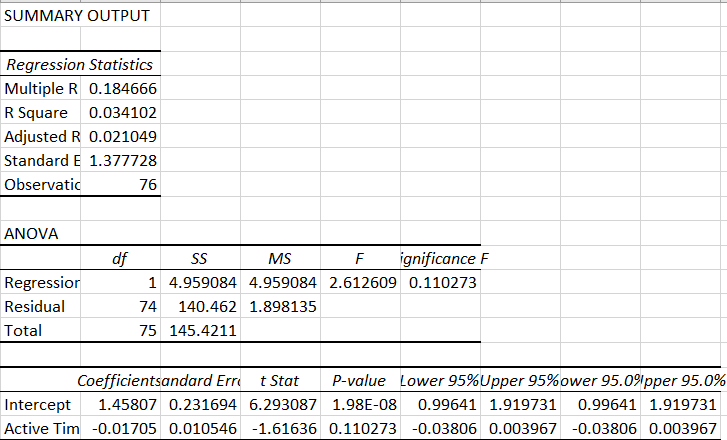 SUMMARY OUTPUT
Regression Statistics
Multiple R 0.184666
R Square 0.034102
Adjusted R 0.021049
Standard E 1.377728
Observatic 76
ANOVA
df SS MS F ignificance F
Regression 1 4.959084 4.959084 2.612609 0.110273
Residual 74 140.462 1.898135
Total 75 145.4211
Coefficients andard Erro t Stat P-value Lower 95% Upper 95% ower 95.0% pper 95.0%
Intercept 1.45807 0.231694 6.293087 1.98E-08 0.99641 1.919731 0.99641 1.919731
Active Tim -0.01705 0.010546 -1.61636 0.110273 -0.03806 0.003967 -0.03806 0.003967